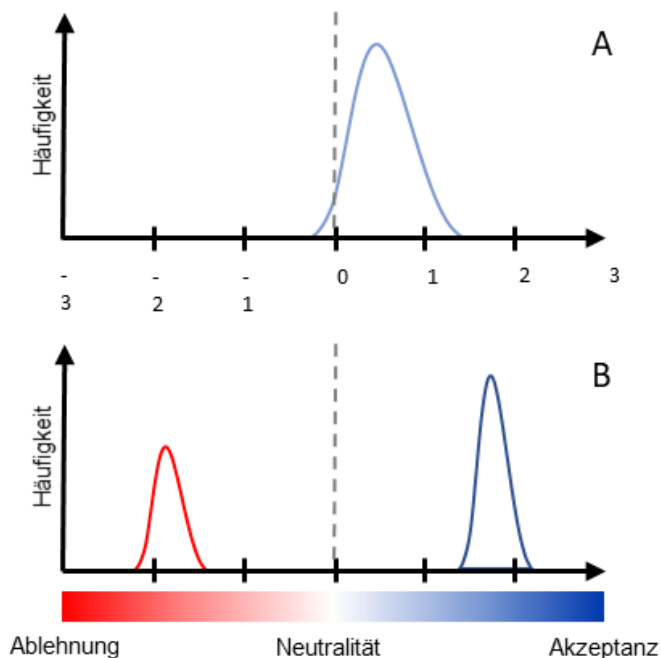 A
Häufigkeit
- - - 0 1 2 3
3 2 1
B
Häufigkeit
Ablehnung Neutralität Akzeptanz